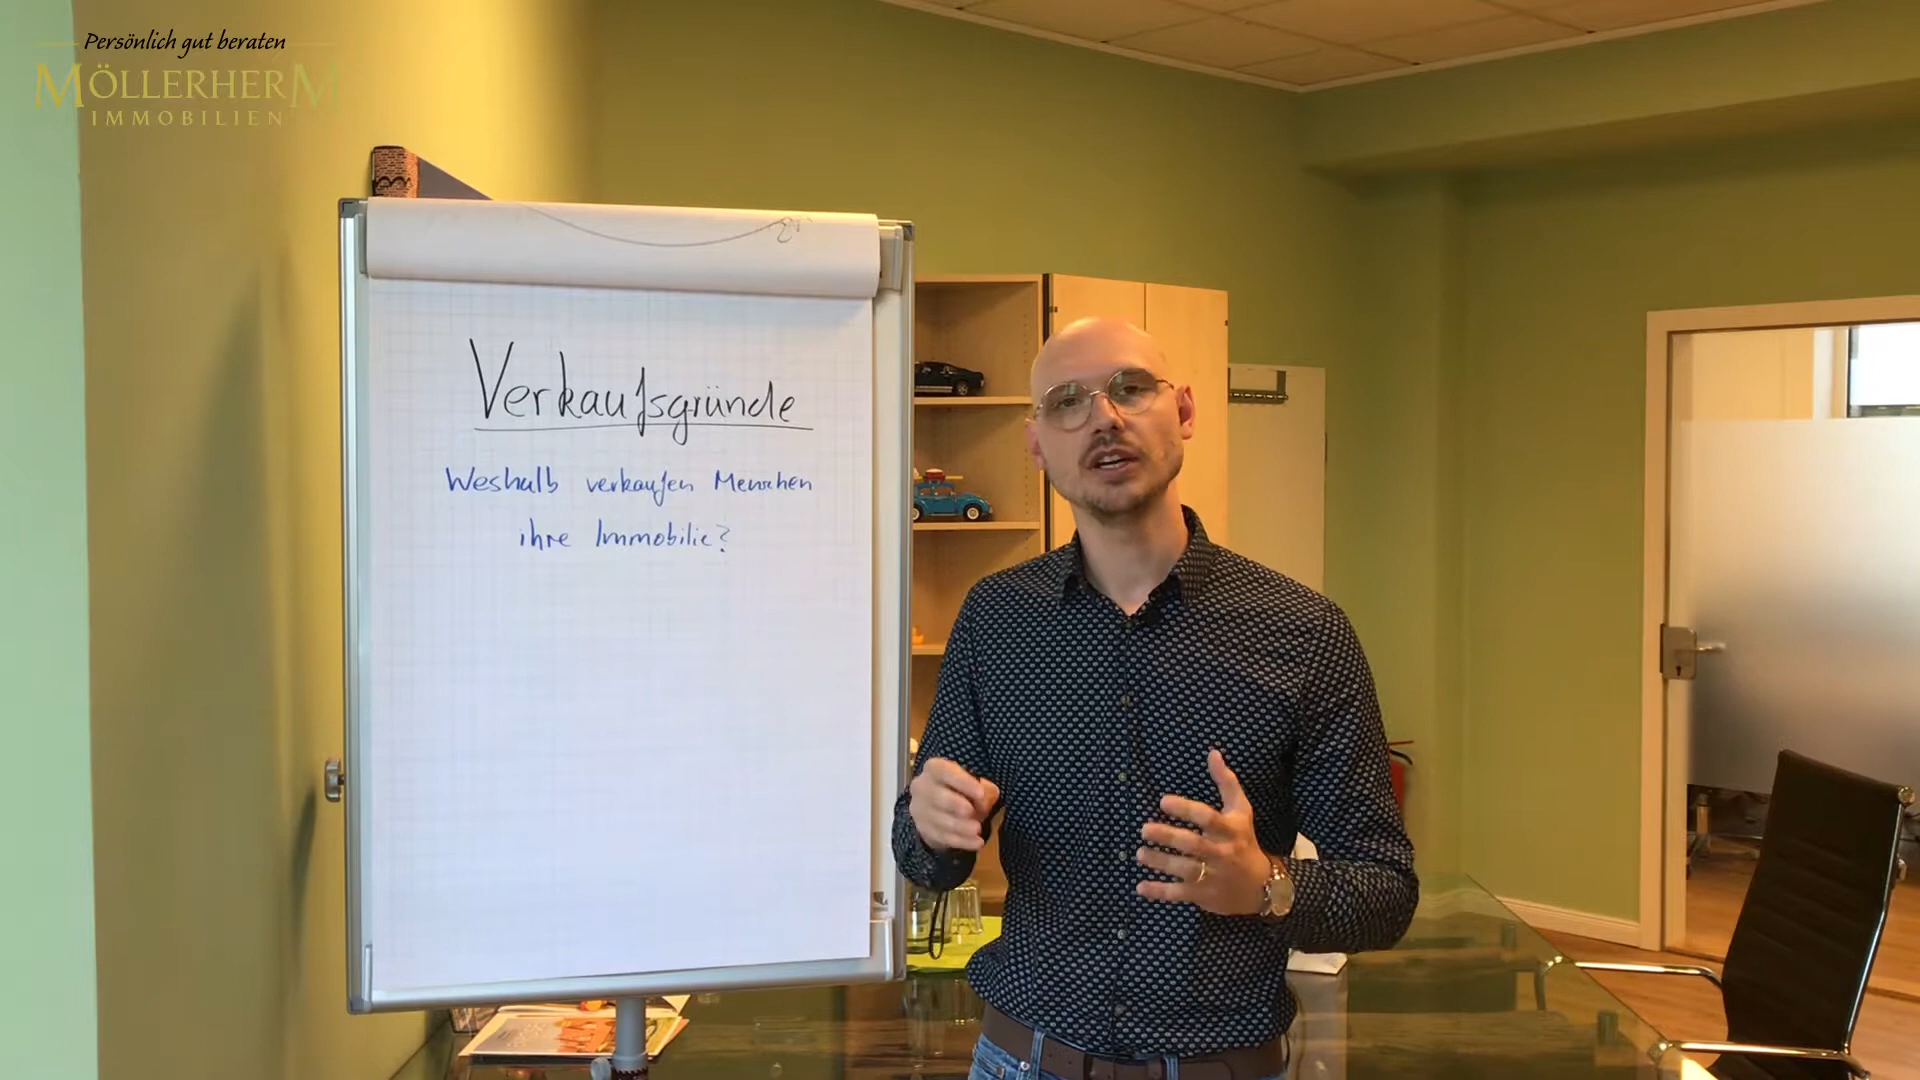 Persönlich gut beraten
MÖLLERHERM
IMMOBILIEN
Verkaufsgründe
Weshalb verkaufen Menschen
ihre Immobilie?